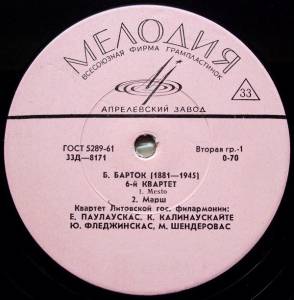 МЕЛОДИЯ
ВСЕСОЮЗНАЯ ФИРМА ГРАМПЛАСТИНОК
33
АПРЕЛЕВСКИЙ ЗАВОД
ГОСТ 5289-61
33Д—8171
Вторая гр.-1
0-70
Б. БАРТОК (1881—1945)
6-й КВАРТЕТ
1. Mesto
2. Марш
Квартет Литовской гос. филармонии:
Е. ПАУЛАУСКАС, К. КАЛИНАУСКАЙТЕ
Ю. ФЛЕДЖИНСКАС, М. ШЕНДЕРОВАС